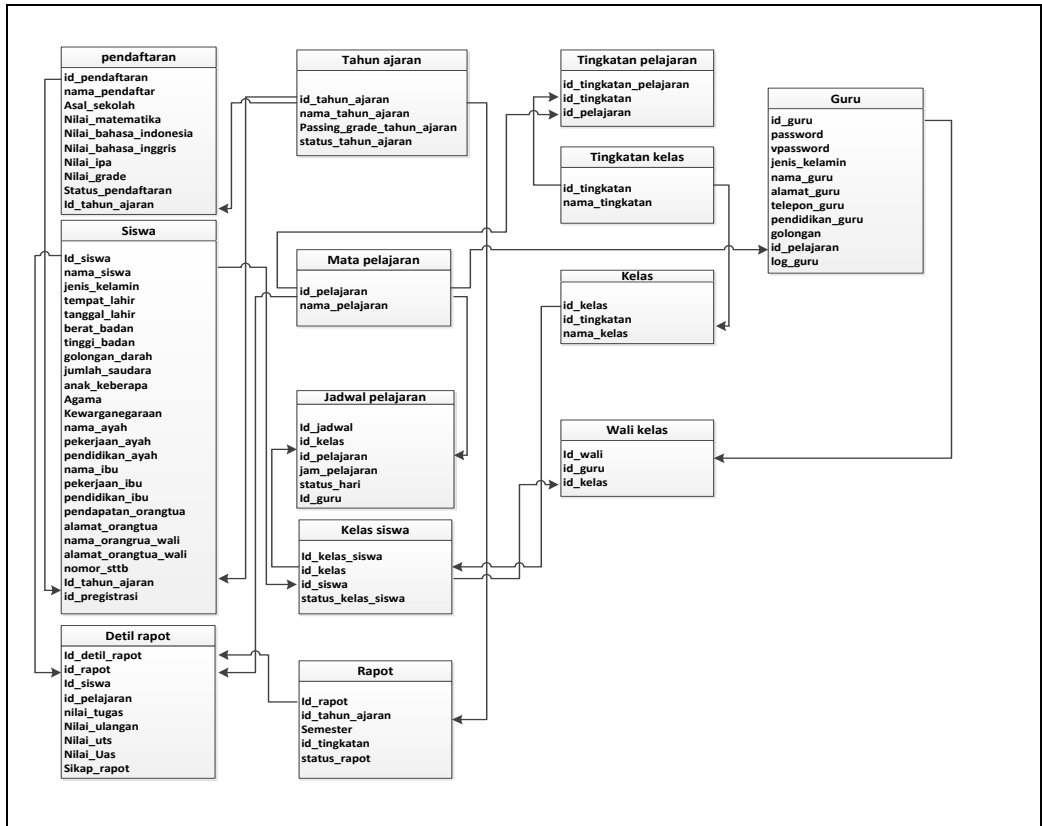 pendaftaran
id_pendaftaran
nama_pendaftar
Asal_sekolah
Nilai_matematika
Nilai_bahasa_indonesia
Nilai_bahasa_inggris
Nilai_ipa
Nilai_grade
Status_pendaftaran
Id_tahun_ajaran
Siswa
Id_siswa
nama_siswa
jenis_kelamin
tempat_lahir
tanggal_lahir
berat_badan
tinggi_badan
golongan_darah
jumlah_saudara
anak_keberapa
Agama
Kewarganegaraan
nama_ayah
pekerjaan_ayah
pendidikan_ayah
nama_ibu
pekerjaan_ibu
pendidikan_ibu
pendapatan_orangtua
alamat_orangtua
nama_orangrua_wali
alamat_orangtua_wali
nomor_sttb
Id_tahun_ajaran
id_pregistrasi
Detil rapot
Id_detil_rapot
id_rapot
Id_siswa
id_pelajaran
nilai_tugas
Nilai_ulangan
Nilai_uts
Nilai_Uas
Sikap_rapot
Tahun ajaran
id_tahun_ajaran
nama_tahun_ajaran
Passing_grade_tahun_ajaran
status_tahun_ajaran
Mata pelajaran
id_pelajaran
nama_pelajaran
Jadwal pelajaran
Id_jadwal
id_kelas
id_pelajaran
jam_pelajaran
status_hari
Id_guru
Kelas siswa
Id_kelas_siswa
id_kelas
id_siswa
status_kelas_siswa
Rapot
Id_rapot
id_tahun_ajaran
Semester
id_tingkatan
status_rapot
Tingkatan pelajaran
id_tingkatan_pelajaran
id_tingkatan
id_pelajaran
Tingkatan kelas
id_tingkatan
nama_tingkatan
Kelas
id_kelas
id_tingkatan
nama_kelas
Wali kelas
Id_wali
id_guru
id_kelas
Guru
id_guru
password
vpassword
jenis_kelamin
nama_guru
alamat_guru
telepon_guru
pendidikan_guru
golongan
id_pelajaran
log_guru